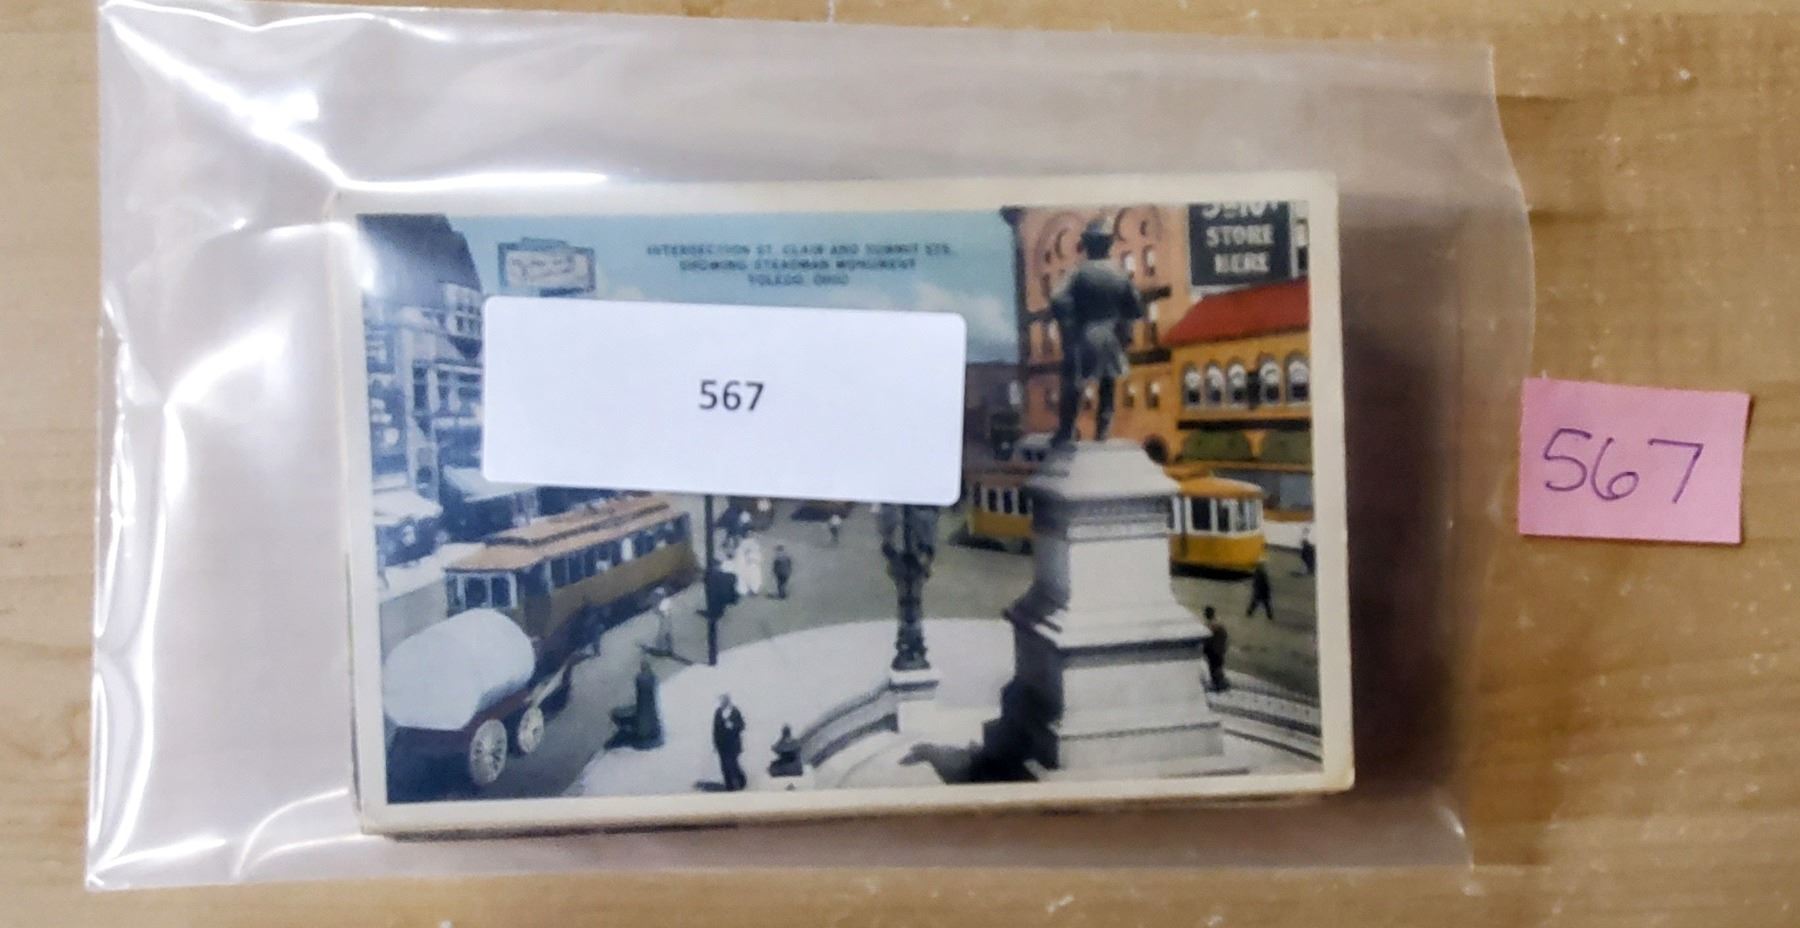 INTERSECTION ST. CLAIR AND SUMMIT STS.
SHOWING STEADMAN MONUMENT
TOLEDO, OHIO
STORE
HERE
567
567